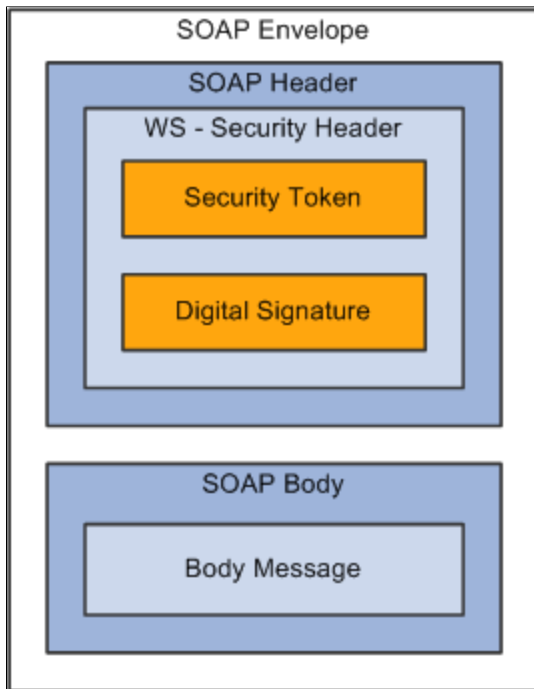 SOAP Envelope
SOAP Header
WS - Security Header
Security Token
Digital Signature
SOAP Body
Body Message